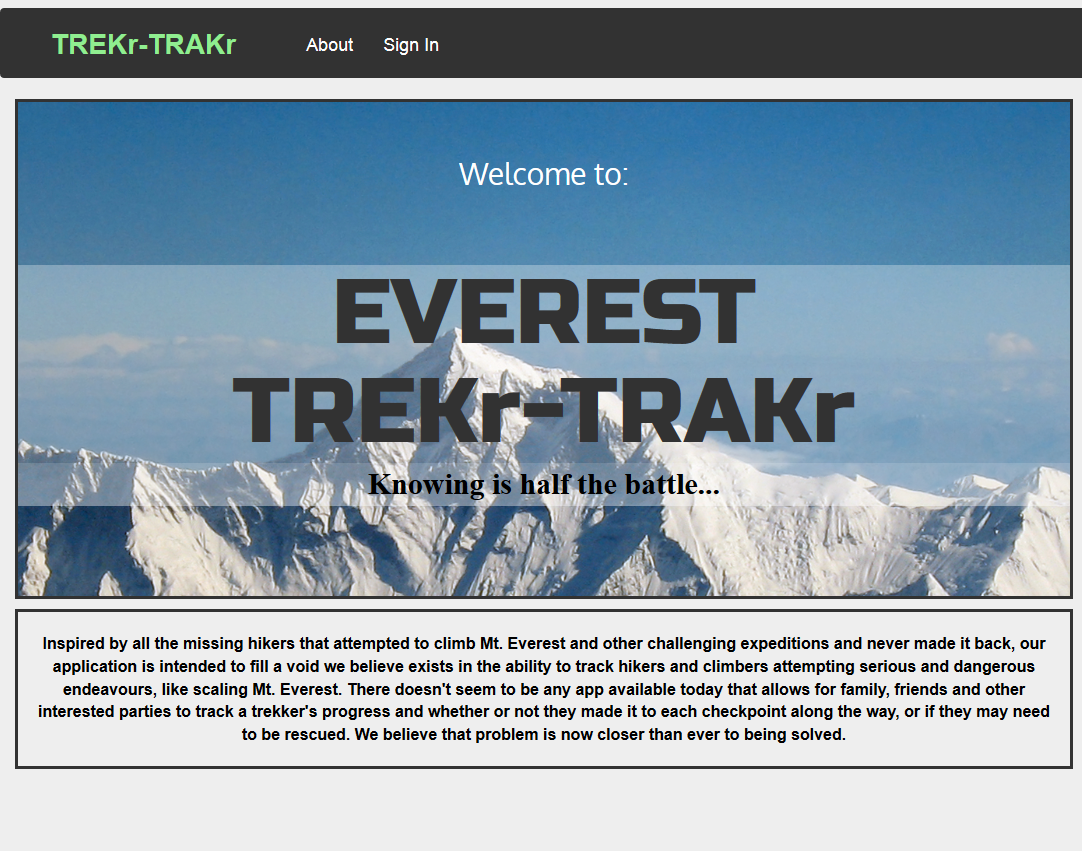 TREKr-TRAKr
About
Sign In
Welcome to:
EVEREST
TREKr-TRAKr
Knowing is half the battle...
Inspired by all the missing hikers that attempted to climb Mt. Everest and other challenging expeditions and never made it back, our
application is intended to fill a void we believe exists in the ability to track hikers and climbers attempting serious and dangerous
endeavours, like scaling Mt. Everest. There doesn't seem to be any app available today that allows for family, friends and other
interested parties to track a trekker's progress and whether or not they made it to each checkpoint along the way, or if they may need
to be rescued. We believe that problem is now closer than ever to being solved.